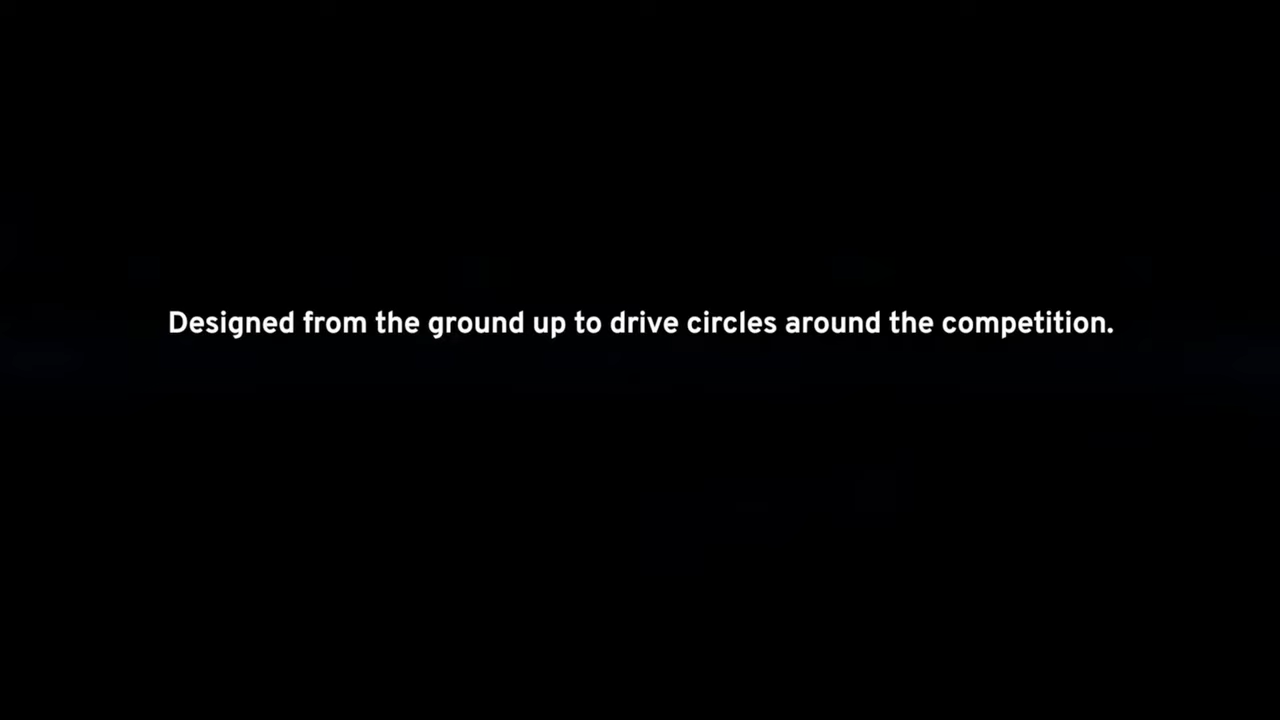 Designed from the ground up to drive circles around the competition.